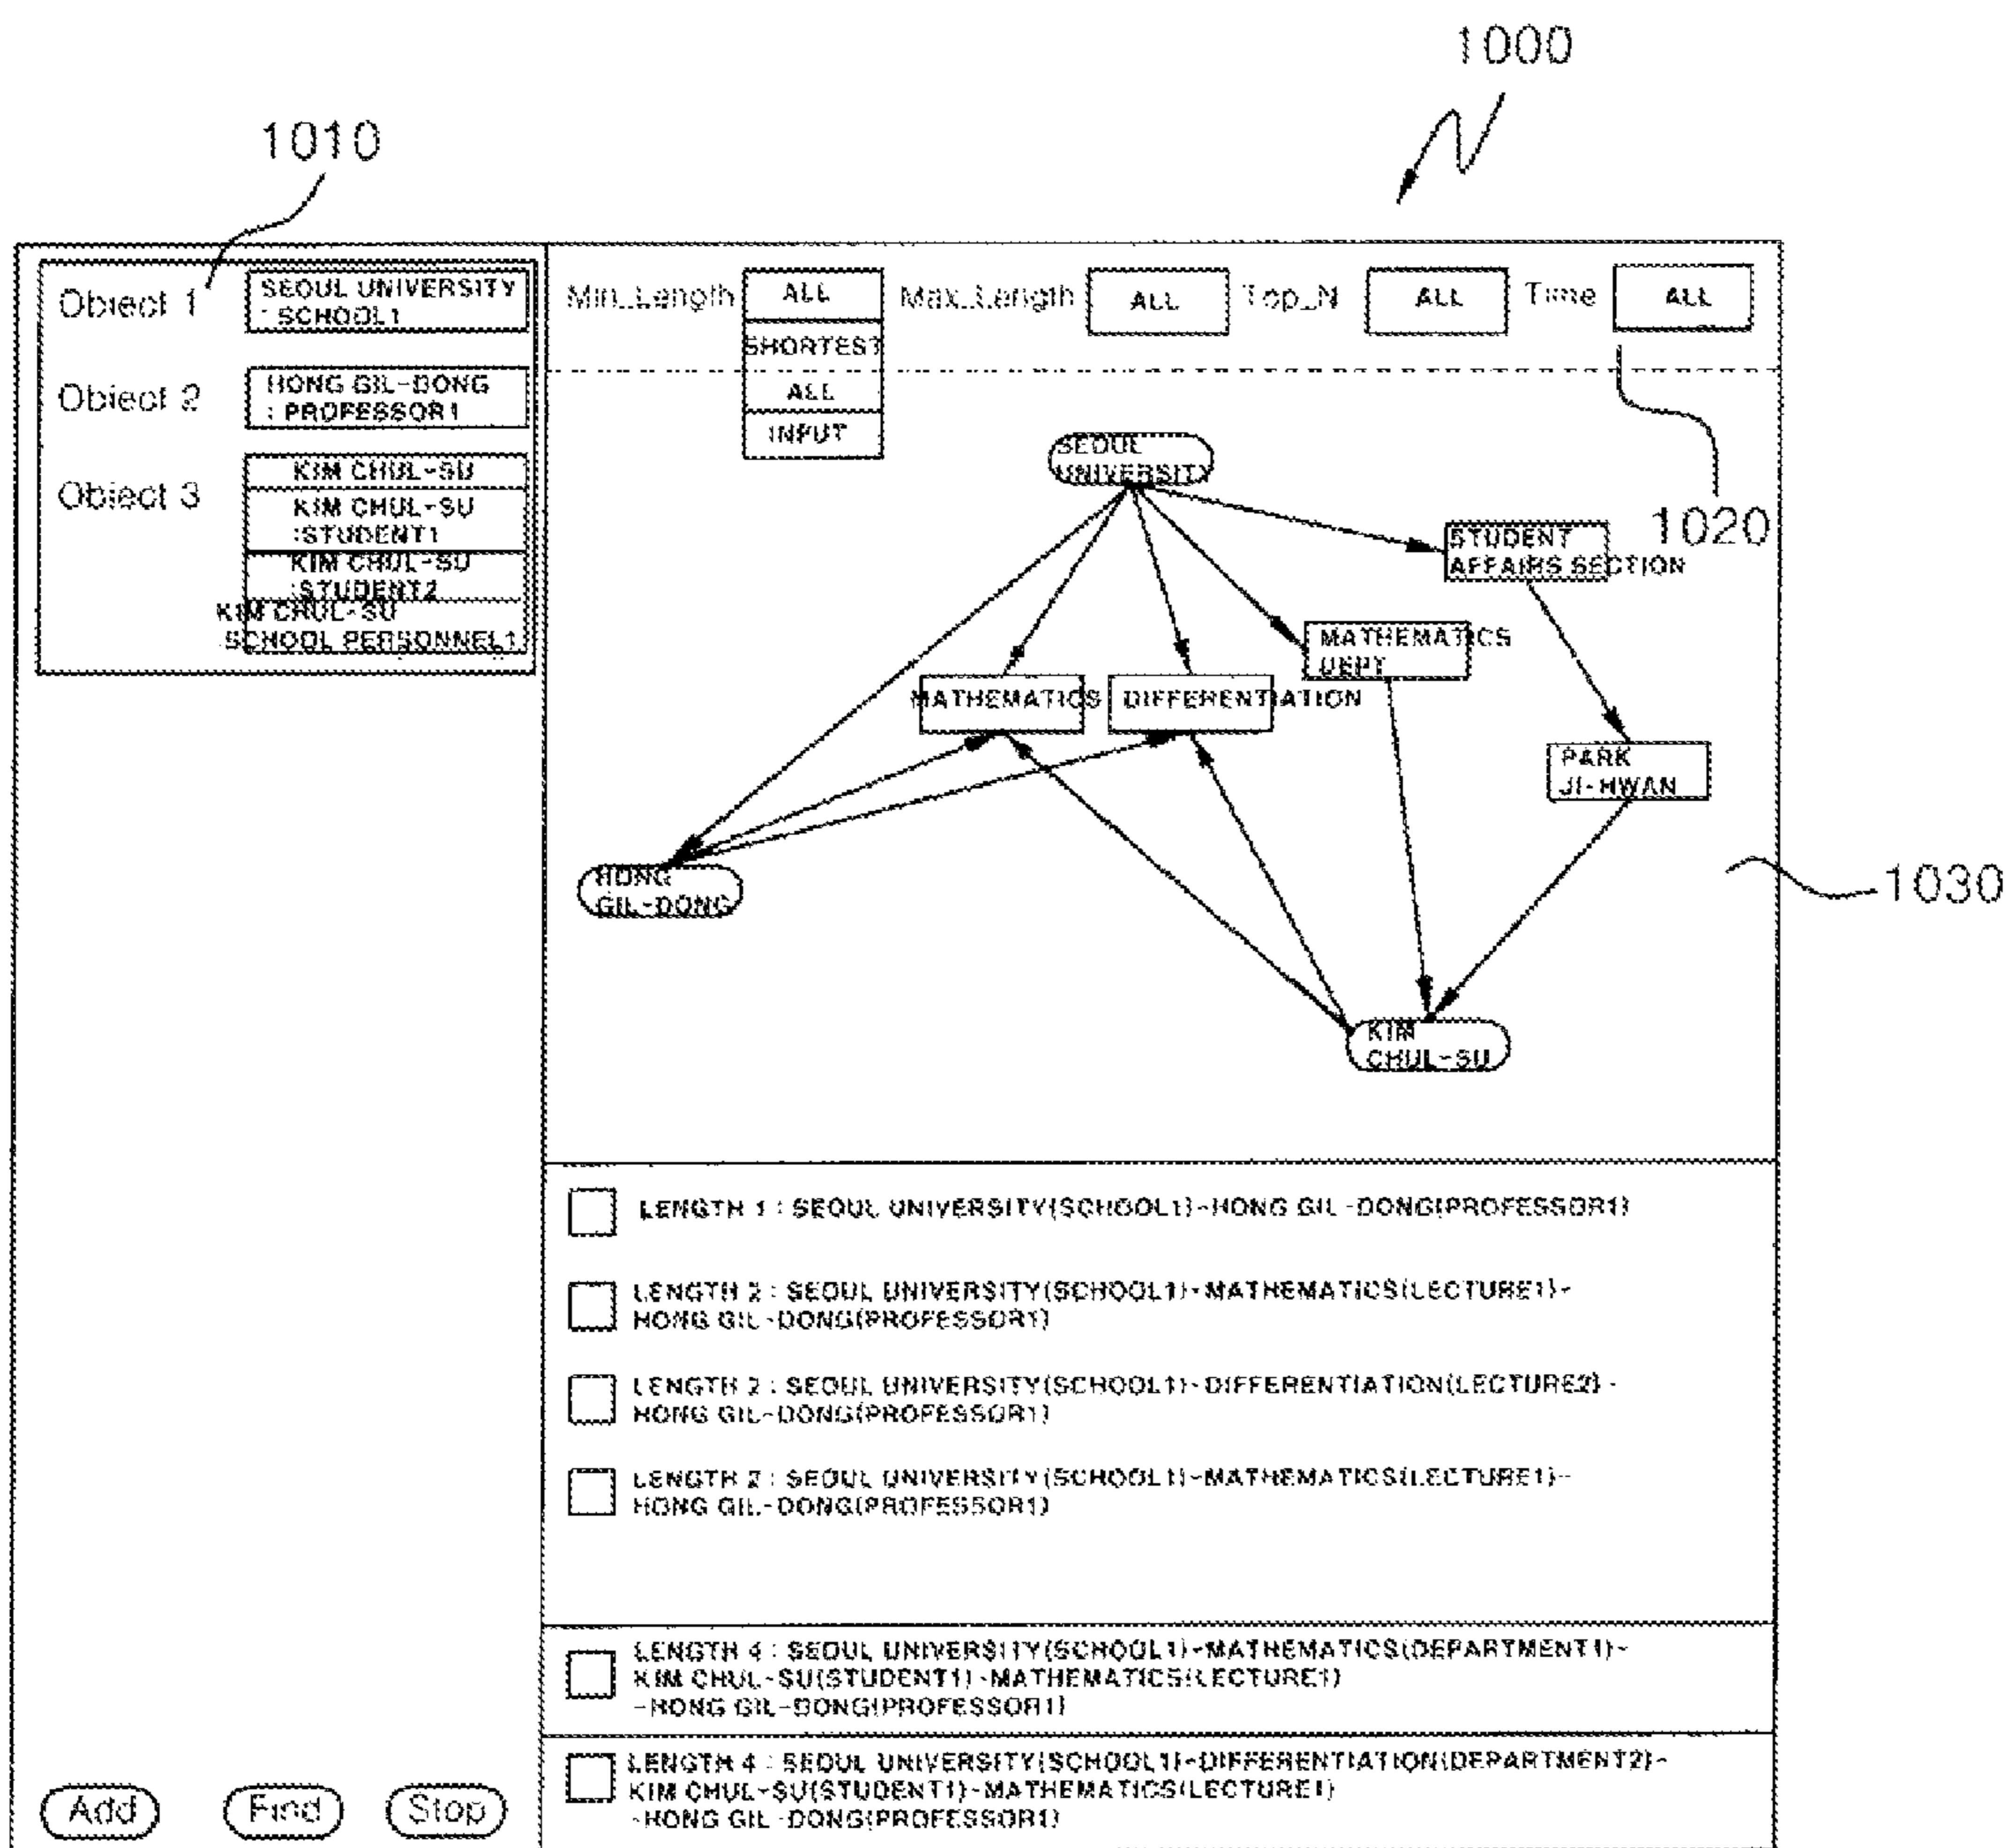 1000
1010
Object 1
SEOUL UNIVERSITY
: SCHOOL1
Object 2
HONG GIL-DONG
: PROFESSOR1
Object 3
KIM CHUL-SU
KIM CHUL-SU
:STUDENT1
KIM CHUL-SU
:STUDENT2
KIM CHUL-SU
:SCHOOL PERSONNEL1
Min_Length
ALL
SHORTEST
ALL
INPUT
Max_Length
ALL
Top_N
ALL
Time
ALL
1020
SEOUL
UNIVERSITY
STUDENT
AFFAIRS SECTION
MATHEMATICS
DEPT
MATHEMATICS
DIFFERENTIATION
PARK
JI-HWAN
HONG
GIL-DONG
1030
KIM
CHUL-SU
LENGTH 1 : SEOUL UNIVERSITY(SCHOOL1)-HONG GIL-DONG(PROFESSOR1)
LENGTH 2 : SEOUL UNIVERSITY(SCHOOL1)-MATHEMATICS(LECTURE1)-
HONG GIL-DONG(PROFESSOR1)
LENGTH 2 : SEOUL UNIVERSITY(SCHOOL1)-DIFFERENTIATION(LECTURE2)-
HONG GIL-DONG(PROFESSOR1)
LENGTH 2 : SEOUL UNIVERSITY(SCHOOL1)-MATHEMATICS(LECTURE1)-
HONG GIL-DONG(PROFESSOR1)
LENGTH 4 : SEOUL UNIVERSITY(SCHOOL1)-MATHEMATICS(DEPARTMENT1)-
KIM CHUL-SU(STUDENT1)-MATHEMATICS(LECTURE1)
-HONG GIL-DONG(PROFESSOR1)
LENGTH 4 : SEOUL UNIVERSITY(SCHOOL1)-DIFFERENTIATION(DEPARTMENT2)-
KIM CHUL-SU(STUDENT1)-MATHEMATICS(LECTURE1)
-HONG GIL-DONG(PROFESSOR1)
Add
Find
Stop